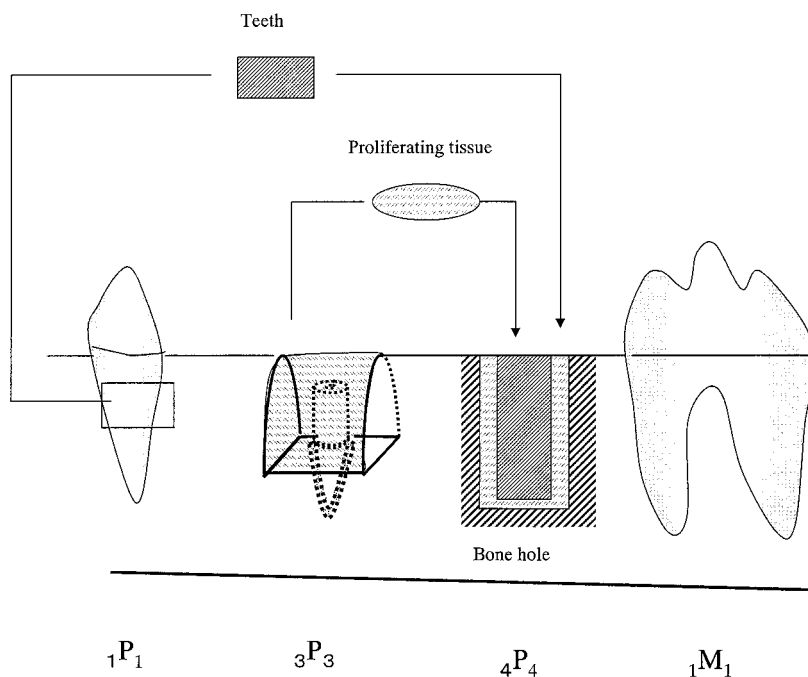 Teeth
Proliferating tissue
Bone hole
₁P₁ ₃P₃ ₄P₄ ₁M₁